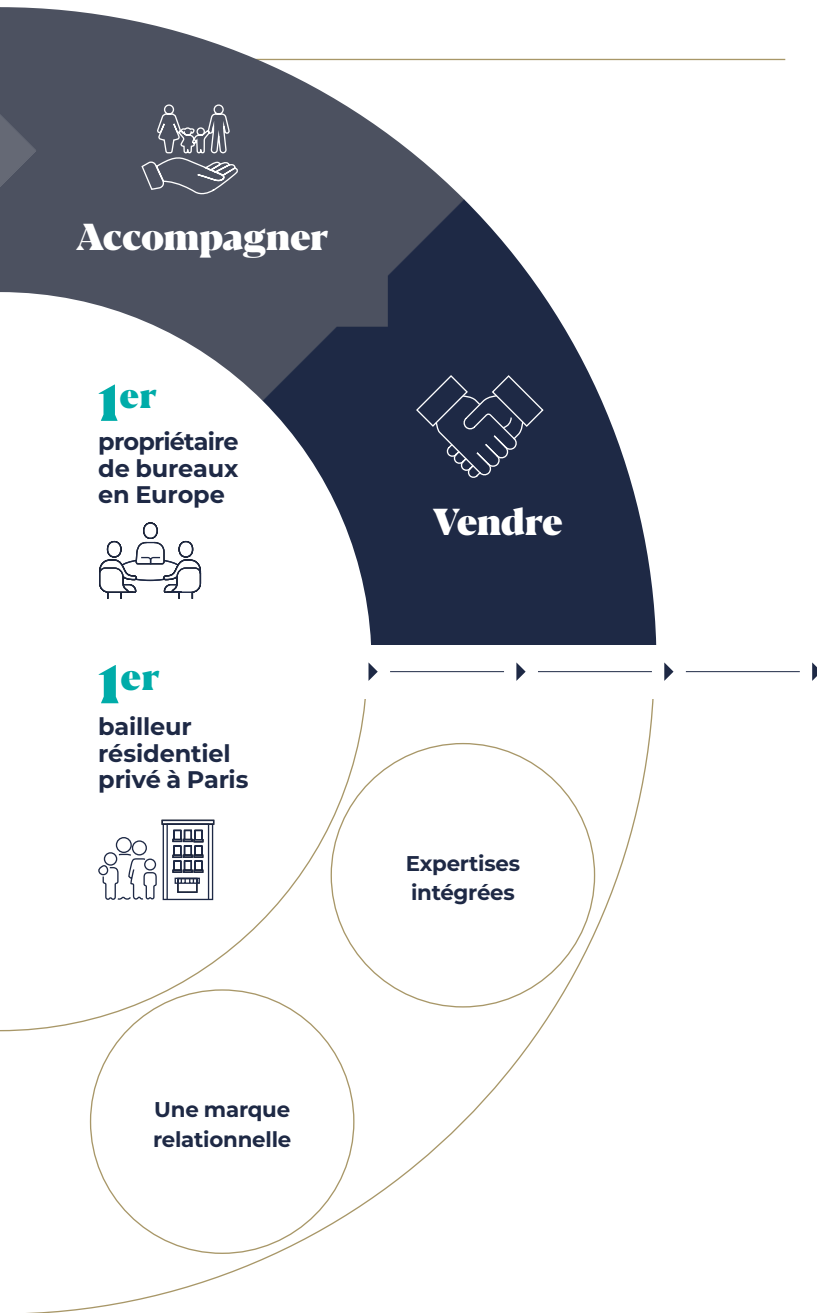 Accompagner
1er
propriétaire
de bureaux
en Europe
Vendre
1er
bailleur
résidentiel
privé à Paris
Expertises
intégrées
Une marque
relationnelle